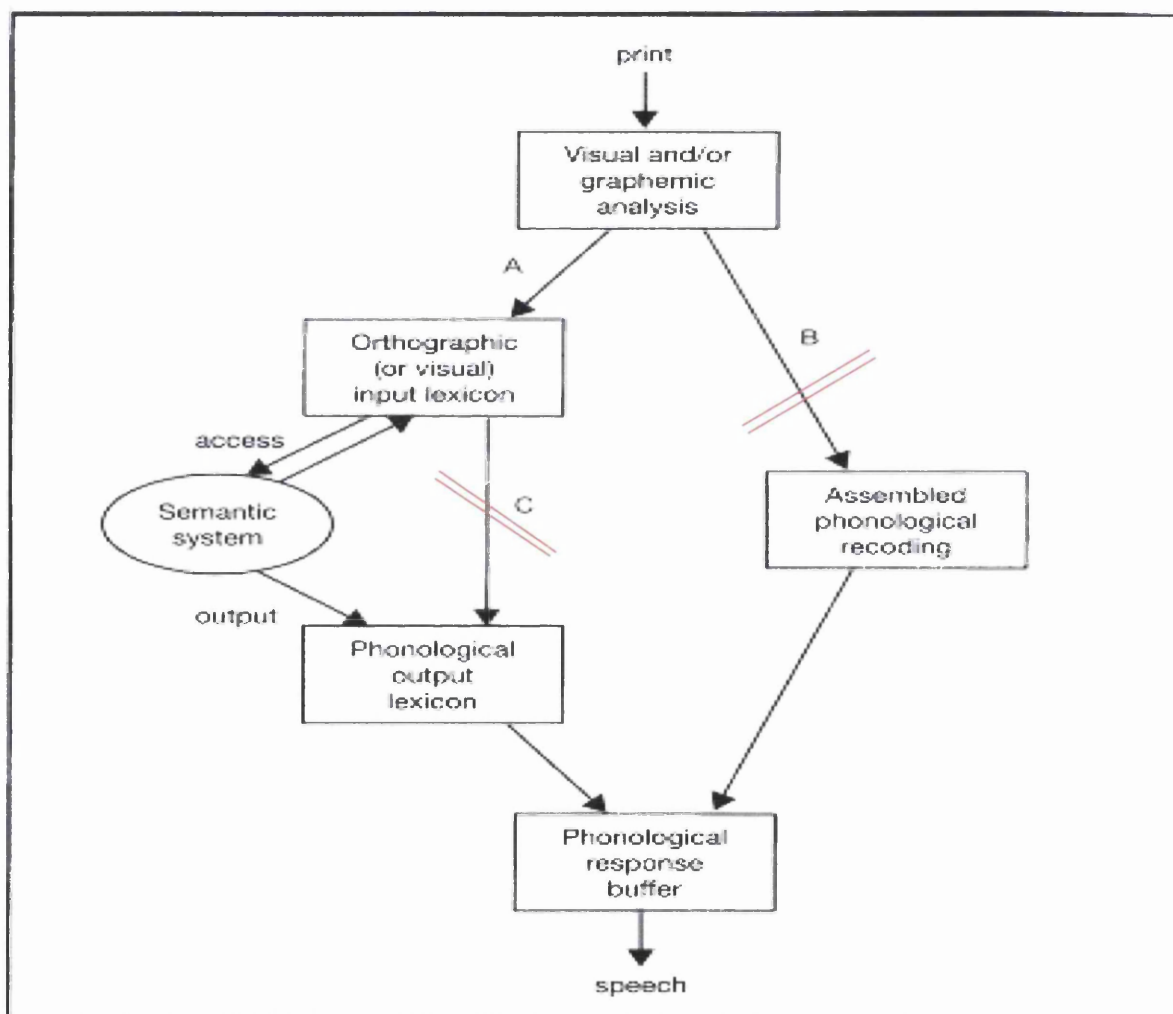 print
Visual and/or
graphemic
analysis
A
B
Orthographic
(or visual)
input lexicon
access
Semantic
system
C
Assembled
phonological
recoding
output
Phonological
output
lexicon
Phonological
response
buffer
speech